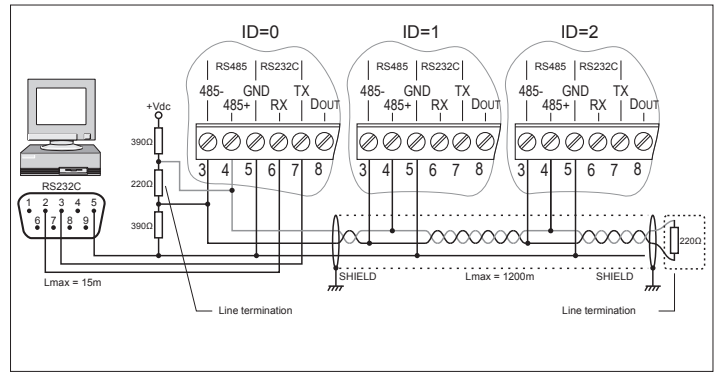 ID=0 ID=1 ID=2
RS485 RS232C RS485 RS232C RS485 RS232C
485- GND TX 485- GND TX 485- GND TX
485+ RX DOUT 485+ RX DOUT 485+ RX DOUT
+Vdc
390Ω
220Ω
390Ω
3 4 5 6 7 8 3 4 5 6 7 8 3 4 5 6 7 8
RS232C
1 2 3 4 5
6 7 8 9
220Ω
Lmax = 15m
SHIELD Lmax = 1200m SHIELD
Line termination Line termination